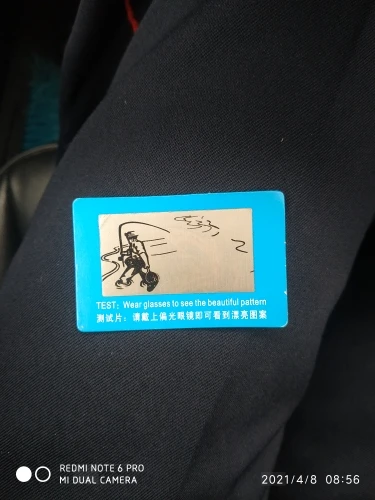 TEST: Wear glasses to see the beautiful pattern
测试片：请戴上偏光眼镜即可看到漂亮图案
REDMI NOTE 6 PRO
MI DUAL CAMERA
2021/4/8 08:56